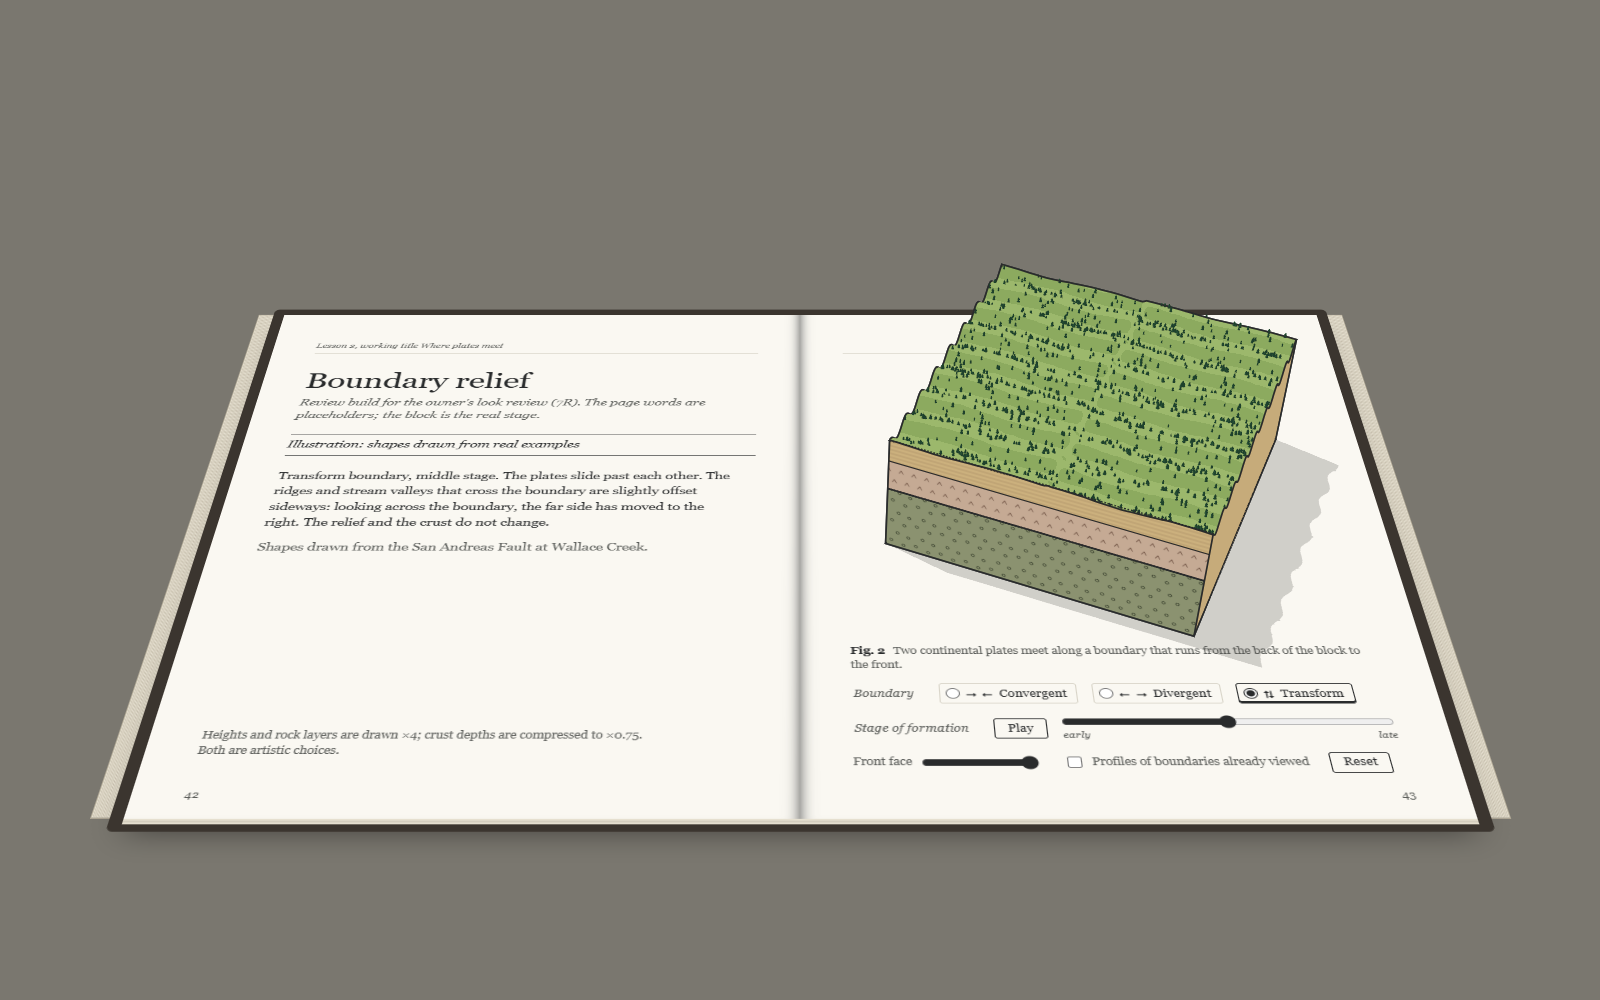 Lesson 2, working title Where plates meet
Boundary relief
Review build for the owner's look review (7R). The page words are
placeholders; the block is the real stage.
Illustration: shapes drawn from real examples
Transform boundary, middle stage. The plates slide past each other. The
ridges and stream valleys that cross the boundary are slightly offset
sideways: looking across the boundary, the far side has moved to the
right. The relief and the crust do not change.
Shapes drawn from the San Andreas Fault at Wallace Creek.
Heights and rock layers are drawn ×4; crust depths are compressed to ×0.75.
Both are artistic choices.
42
Fig. 2 Two continental plates meet along a boundary that runs from the back of the block to
the front.
Boundary → ← Convergent ← → Divergent ⇅ Transform
Stage of formation Play
early late
Front face Profiles of boundaries already viewed Reset
43